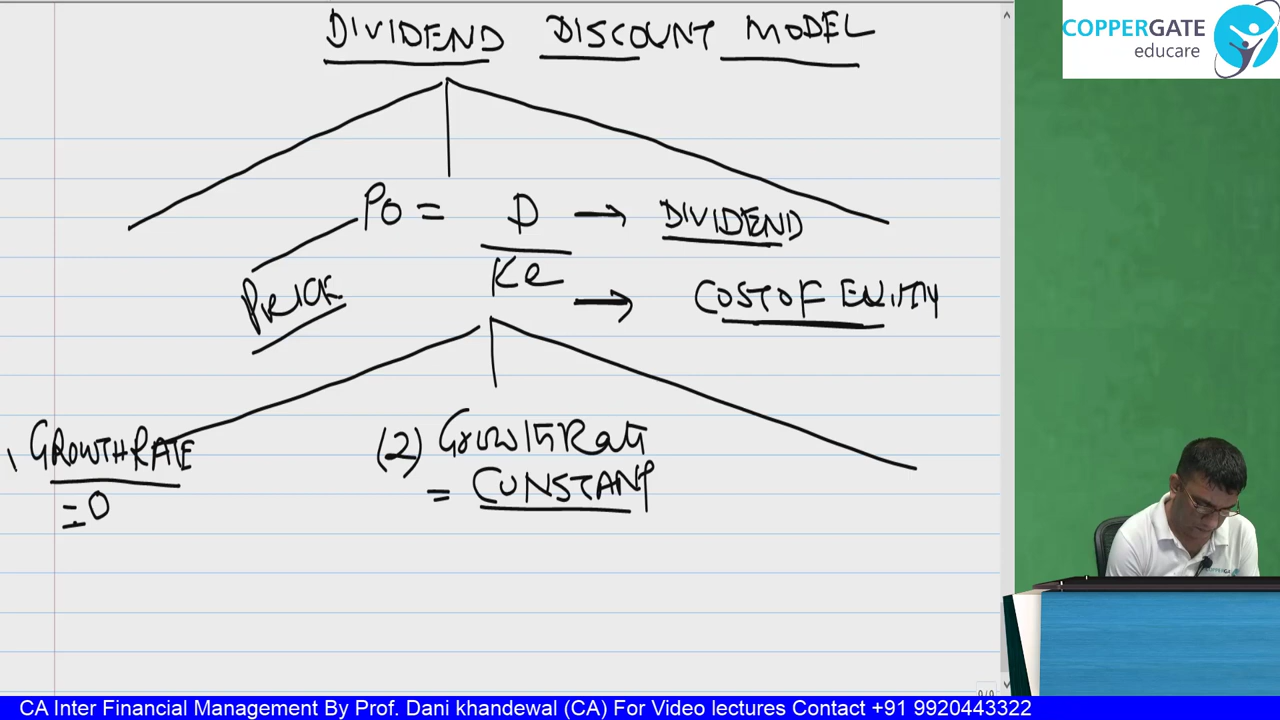 DIVIDEND DISCOUNT MODEL
COPPERGATE
educare
P0 = D → DIVIDEND
Ke → COST OF EQUITY
PRICE
1. GROWTH RATE
= 0
(2) Growth Rate
= CONSTANT
CA Inter Financial Management By Prof. Dani khandewal (CA) For Video lectures Contact +91 9920443322